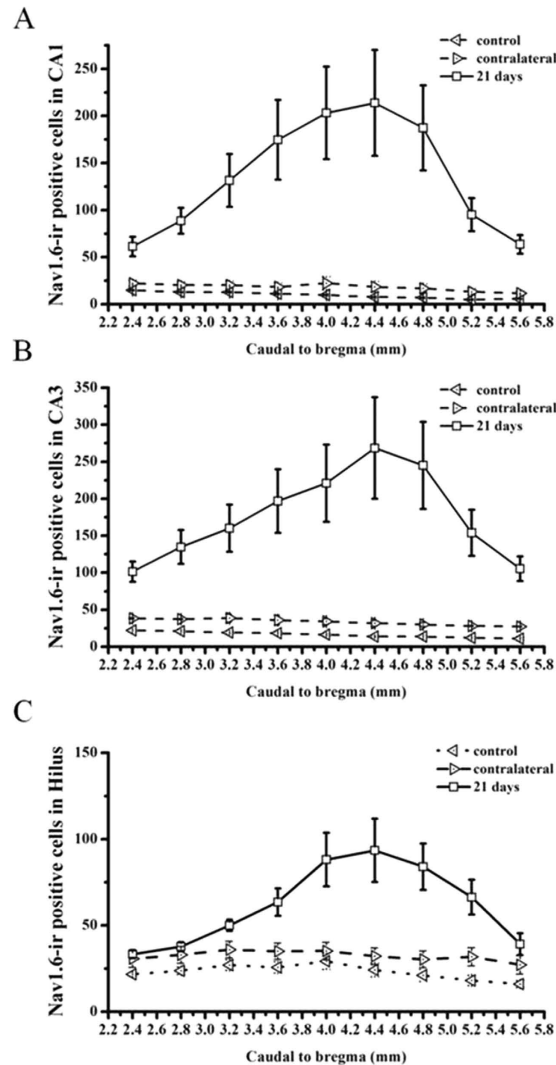 A
Nav1.6-ir positive cells in CA1
control
contralateral
21 days
250
200
150
100
50
0
2.2 2.4 2.6 2.8 3.0 3.2 3.4 3.6 3.8 4.0 4.2 4.4 4.6 4.8 5.0 5.2 5.4 5.6 5.8
Caudal to bregma (mm)
B
Nav1.6-ir positive cells in CA3
control
contralateral
21 days
350
300
250
200
150
100
50
0
2.2 2.4 2.6 2.8 3.0 3.2 3.4 3.6 3.8 4.0 4.2 4.4 4.6 4.8 5.0 5.2 5.4 5.6 5.8
Caudal to bregma (mm)
C
Nav1.6-ir positive cells in Hilus
control
contralateral
21 days
150
100
50
0
2.2 2.4 2.6 2.8 3.0 3.2 3.4 3.6 3.8 4.0 4.2 4.4 4.6 4.8 5.0 5.2 5.4 5.6 5.8
Caudal to bregma (mm)